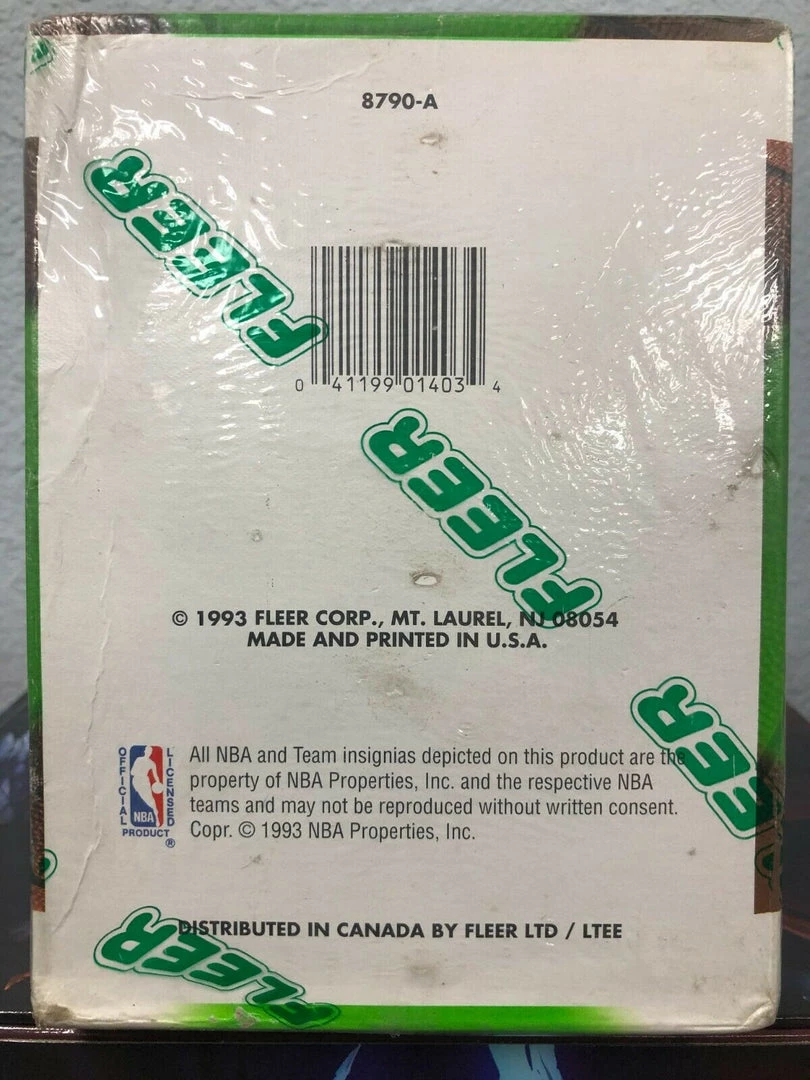 8790-A
FLEER
0 41199 01403 4
FLEER
© 1993 FLEER CORP., MT. LAUREL, NJ 08054
MADE AND PRINTED IN U.S.A.
FLEER
OFFICIAL LICENSED
NBA
PRODUCT ®
All NBA and Team insignias depicted on this product are the
property of NBA Properties, Inc. and the respective NBA
teams and may not be reproduced without written consent.
Copr. © 1993 NBA Properties, Inc.
DISTRIBUTED IN CANADA BY FLEER LTD / LTEE
FLEER